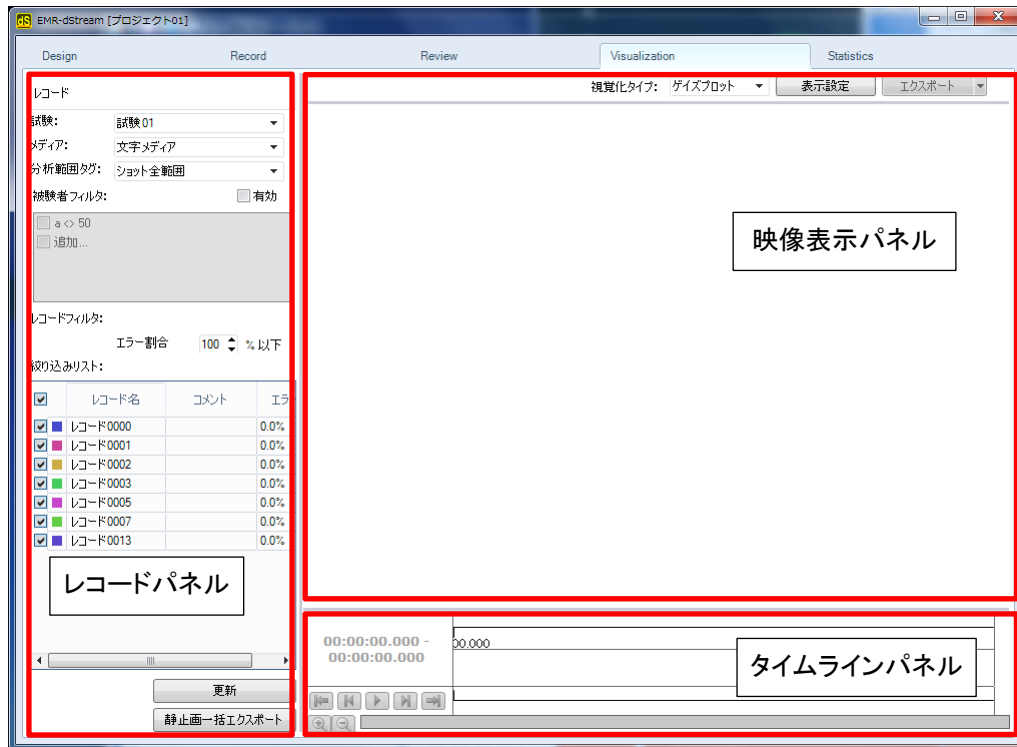 EMR-dStream [プロジェクト01]
Design Record Review Visualization Statistics
レコード
視覚化タイプ: ゲイズプロット 表示設定 エクスポート
試験: 試験01
メディア: 文字メディア
分析範囲タグ: ショット全範囲
被験者フィルタ: 有効
a <> 50
追加...
映像表示パネル
レコードフィルタ:
エラー割合 100 % 以下
絞り込みリスト:
レコード名 コメント エラ
レコード0000 0.0%
レコード0001 0.0%
レコード0002 0.0%
レコード0003 0.0%
レコード0005 0.0%
レコード0007 0.0%
レコード0013 0.0%
レコードパネル
00:00:00.000 -
00:00:00.000
00.000
タイムラインパネル
更新
静止画一括エクスポート